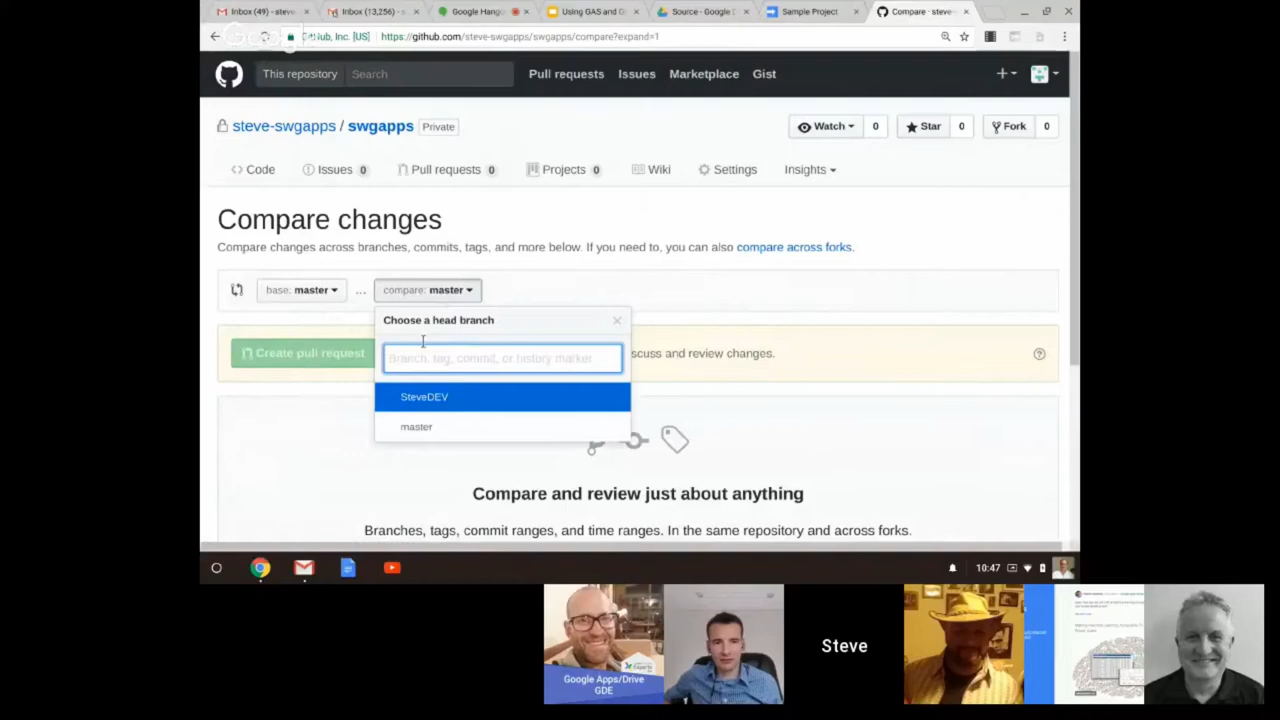 Inbox (49) - steve-
Inbox (13,256) - s
Google Hango
Using GAS and G
Source - Google D
Sample Project
Compare · steve-
GitHub, Inc. [US]
https://github.com/steve-swgapps/swgapps/compare?expand=1
This repository
Search
Pull requests
Issues
Marketplace
Gist
steve-swgapps / swgapps
Private
Watch
0
Star
0
Fork
0
Code
Issues 0
Pull requests 0
Projects 0
Wiki
Settings
Insights
Compare changes
Compare changes across branches, commits, tags, and more below. If you need to, you can also compare across forks.
base: master
...
compare: master
Choose a head branch
Create pull request
scuss and review changes.
Branch, tag, commit, or history marker
SteveDEV
master
Compare and review just about anything
Branches, tags, commit ranges, and time ranges. In the same repository and across forks.
10:47
Experts
Google Apps/Drive
GDE
Steve